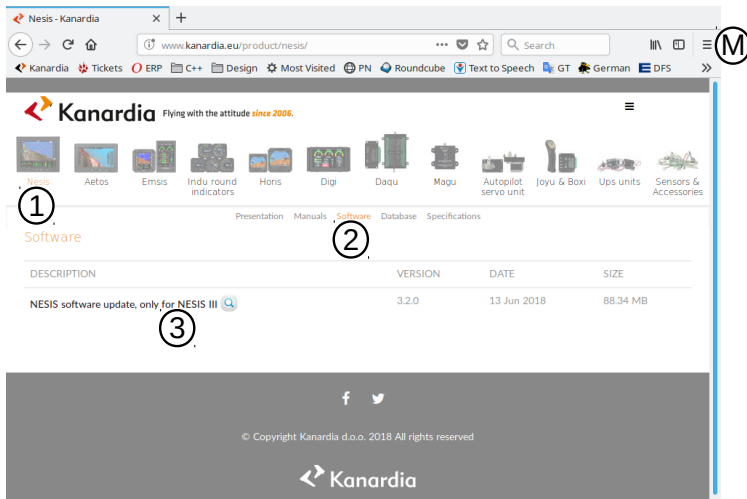 Nesis - Kanardia
www.kanardia.eu/product/nesis/
Search
M
Kanardia Tickets ERP C++ Design Most Visited PN Roundcube Text to Speech GT German DFS
Kanardia Flying with the attitude since 2006.
Nesis Aetos Emsis Indu round indicators Horis Digi Daqu Magu Autopilot servo unit Joyu & Boxi Ups units Sensors & Accessories
1
Presentation Manuals Software Database Specifications
2
Software
DESCRIPTION VERSION DATE SIZE
NESIS software update, only for NESIS III 3.2.0 13 Jun 2018 88.34 MB
3
© Copyright Kanardia d.o.o. 2018 All rights reserved
Kanardia